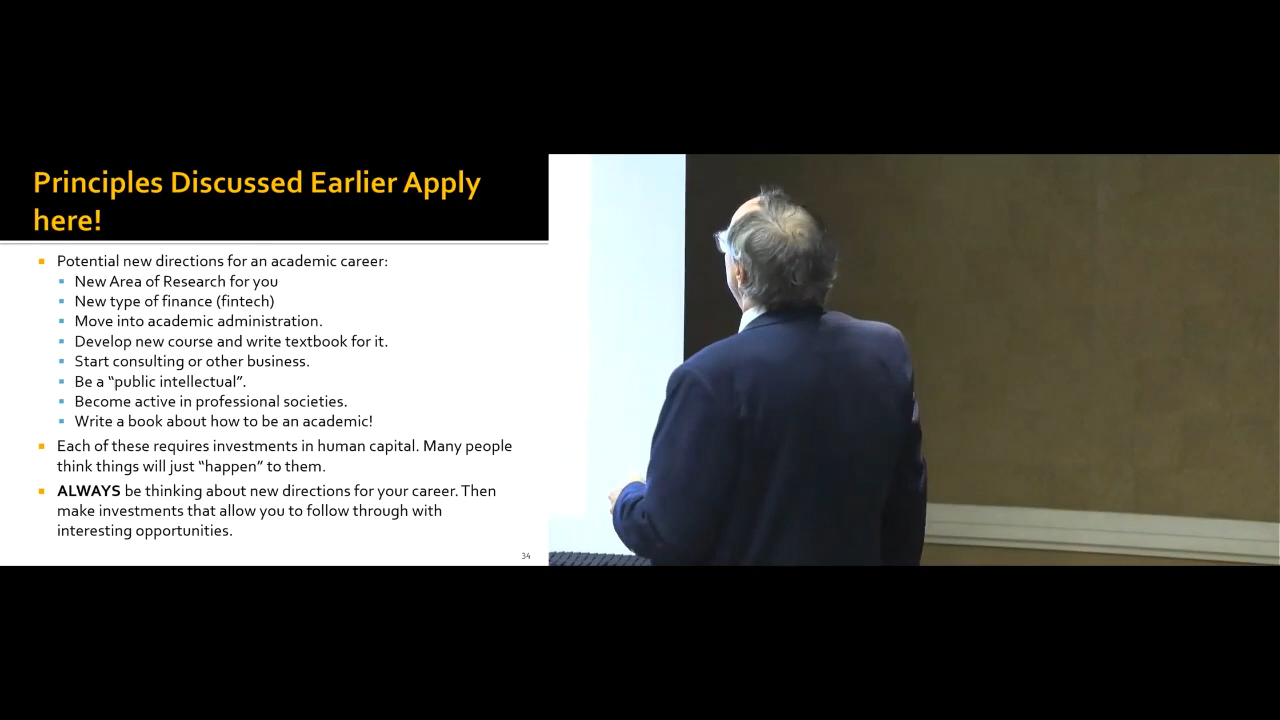 Principles Discussed Earlier Apply
here!
Potential new directions for an academic career:
New Area of Research for you
New type of finance (fintech)
Move into academic administration.
Develop new course and write textbook for it.
Start consulting or other business.
Be a “public intellectual”.
Become active in professional societies.
Write a book about how to be an academic!
Each of these requires investments in human capital. Many people
think things will just “happen” to them.
ALWAYS be thinking about new directions for your career. Then
make investments that allow you to follow through with
interesting opportunities.
34